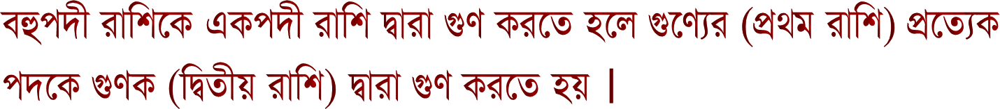 বহুপদী রাশিকে একপদী রাশি দ্বারা গুণ করতে হলে গুণ্যের (প্রথম রাশি) প্রত্যেক
পদকে গুণক (দ্বিতীয় রাশি) দ্বারা গুণ করতে হয় |